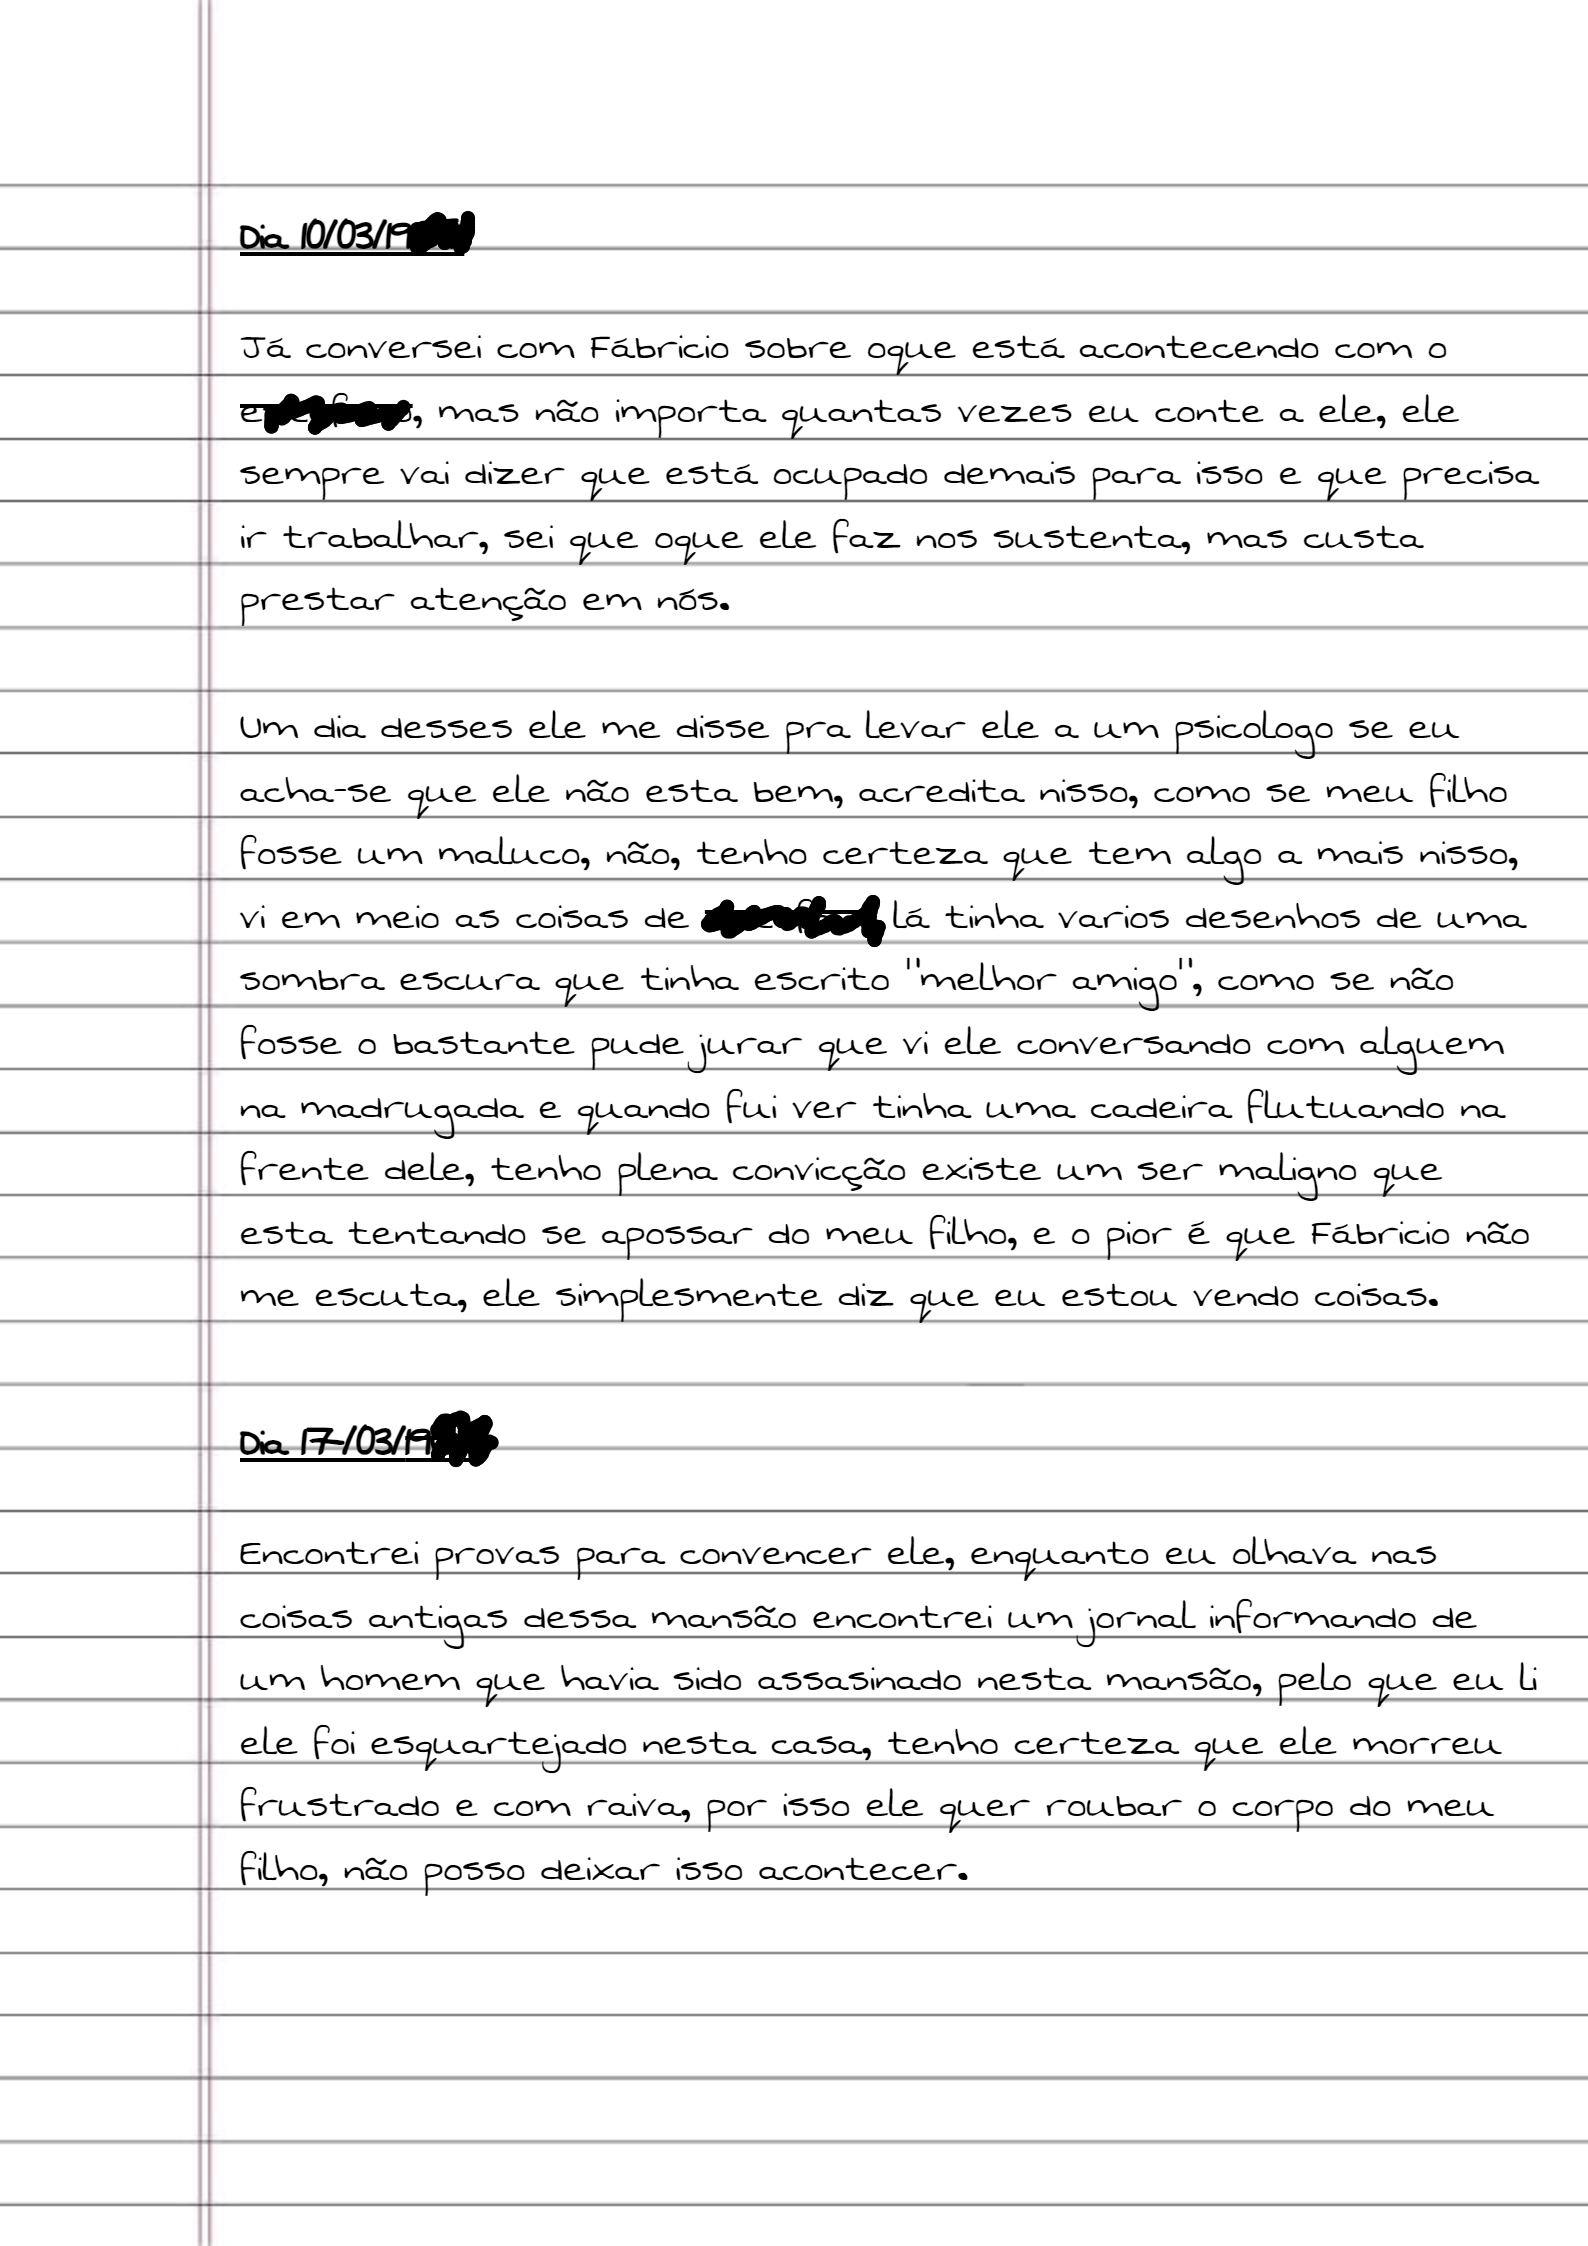 Dia 10/03/19
Já conversei com Fábricio sobre oque está acontecendo com o
, mas não importa quantas vezes eu conte a ele, ele
sempre vai dizer que está ocupado demais para isso e que precisa
ir trabalhar, sei que oque ele faz nos sustenta, mas custa
prestar atenção em nós.
Um dia desses ele me disse pra levar ele a um psicologo se eu
acha-se que ele não esta bem, acredita nisso, como se meu filho
fosse um maluco, não, tenho certeza que tem algo a mais nisso,
vi em meio as coisas de lá tinha varios desenhos de uma
sombra escura que tinha escrito "melhor amigo", como se não
fosse o bastante pude jurar que vi ele conversando com alguem
na madrugada e quando fui ver tinha uma cadeira flutuando na
frente dele, tenho plena convicção existe um ser maligno que
esta tentando se apossar do meu filho, e o pior é que Fábricio não
me escuta, ele simplesmente diz que eu estou vendo coisas.
Dia 17/03/19
Encontrei provas para convencer ele, enquanto eu olhava nas
coisas antigas dessa mansão encontrei um jornal informando de
um homem que havia sido assasinado nesta mansão, pelo que eu li
ele foi esquartejado nesta casa, tenho certeza que ele morreu
frustrado e com raiva, por isso ele quer roubar o corpo do meu
filho, não posso deixar isso acontecer.